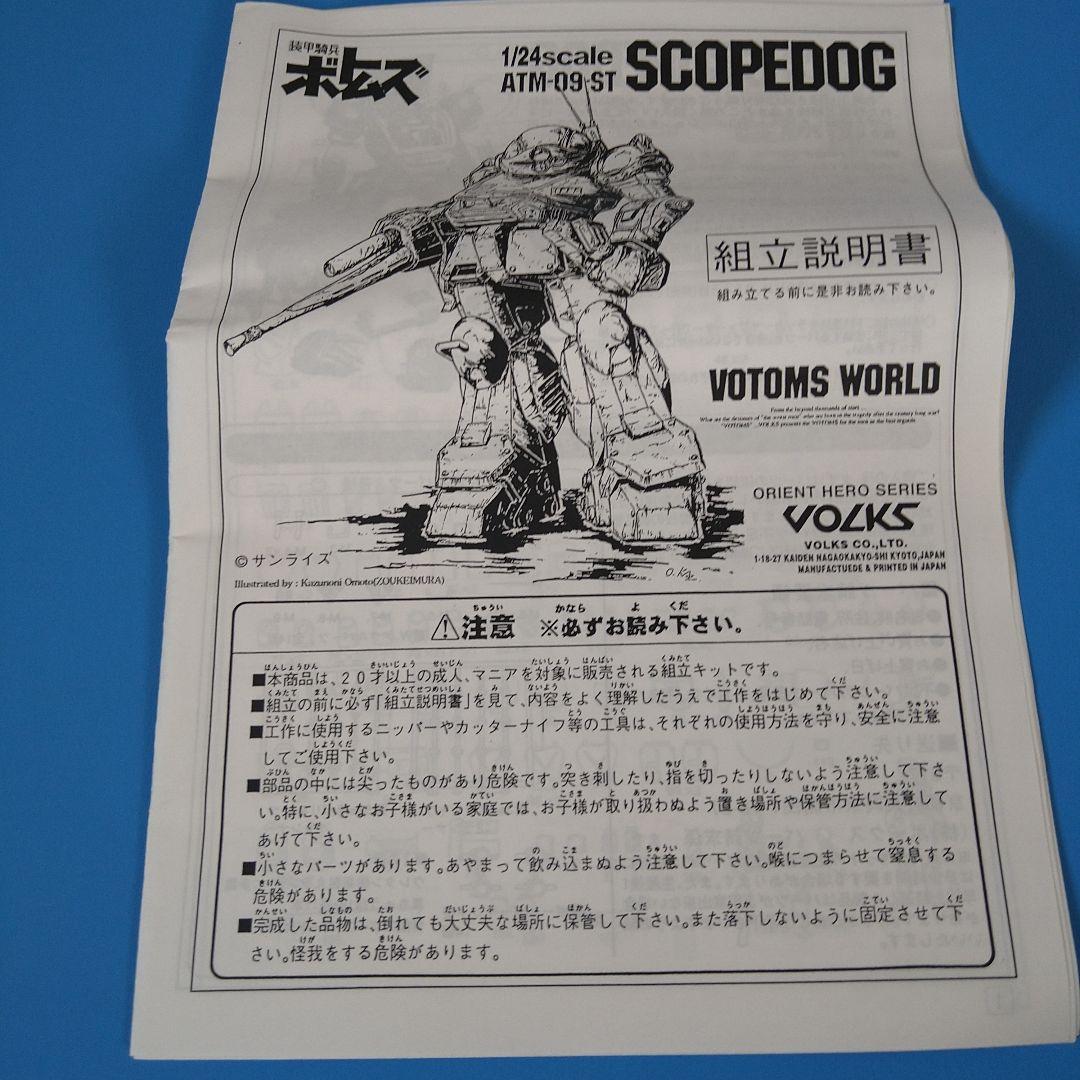 装甲騎兵
ボトムズ
1/24scale
ATM-09-ST
SCOPEDOG
組立説明書
組み立てる前に是非お読み下さい。
VOTOMS WORLD
ORIENT HERO SERIES
VOLKS
VOLKS CO.,LTD.
1-18-27 KAIDEN NAGAOKAKYO-SHI KYOTO,JAPAN
MANUFACTUEDE & PRINTED IN JAPAN
©サンライズ
Illustrated by : Kazunoni Omoto(ZOUKEIMURA)
⚠注意 ※必ずお読み下さい。
■本商品は、20才以上の成人、マニアを対象に販売される組立キットです。
■組立の前に必ず「組立説明書」を見て、内容をよく理解したうえで工作をはじめて下さい。
■工作に使用するニッパーやカッターナイフ等の工具は、それぞれの使用方法を守り、安全に注意
してご使用下さい。
■部品の中には尖ったものがあり危険です。突き刺したり、指を切ったりしないよう注意して下さ
い。特に、小さなお子様がいる家庭では、お子様が取り扱わぬよう置き場所や保管方法に注意して
あげて下さい。
■小さなパーツがあります。あやまって飲み込まぬよう注意して下さい。喉につまらせて窒息する
危険があります。
■完成した品物は、倒れても大丈夫な場所に保管して下さい。また落下しないように固定させて下
さい。怪我をする危険があります。